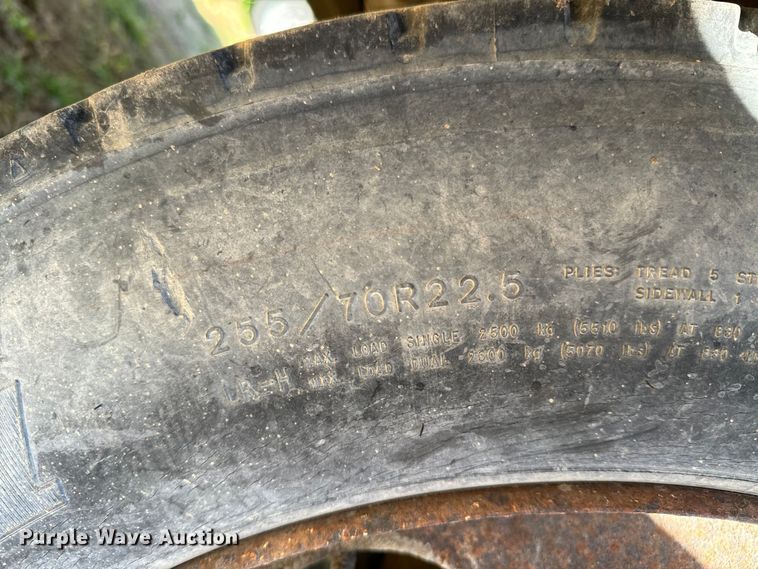 255/70R22.5
PLIES: TREAD 5
SIDEWALL 1
MAX. LOAD SINGLE 2500 kg (5510 lbs) AT 830
LR-H MAX. LOAD DUAL 2300 kg (5070 lbs) AT 830
Purple Wave Auction